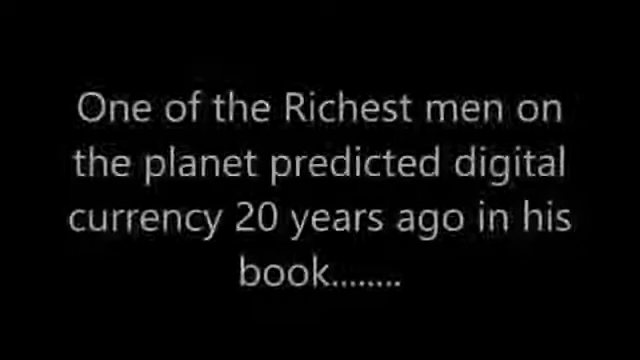 One of the Richest men on
the planet predicted digital
currency 20 years ago in his
book........